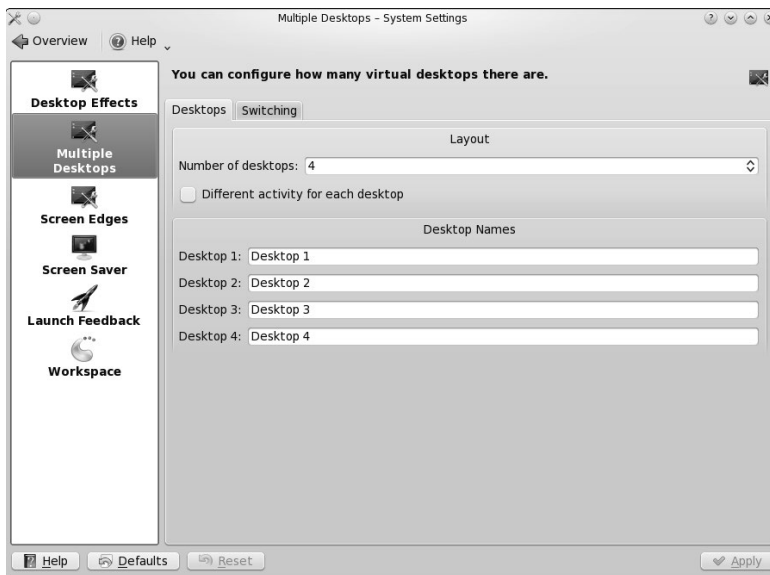 Multiple Desktops – System Settings
Overview
Help
Desktop Effects
Multiple
Desktops
Screen Edges
Screen Saver
Launch Feedback
Workspace
You can configure how many virtual desktops there are.
Desktops
Switching
Layout
Number of desktops: 4
Different activity for each desktop
Desktop Names
Desktop 1: Desktop 1
Desktop 2: Desktop 2
Desktop 3: Desktop 3
Desktop 4: Desktop 4
Help
Defaults
Reset
Apply